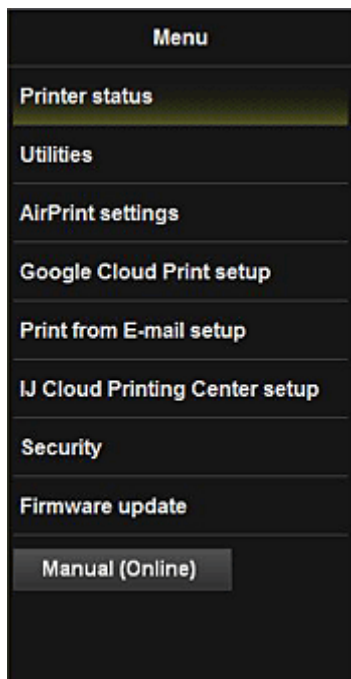 Menu
Printer status
Utilities
AirPrint settings
Google Cloud Print setup
Print from E-mail setup
IJ Cloud Printing Center setup
Security
Firmware update
Manual (Online)